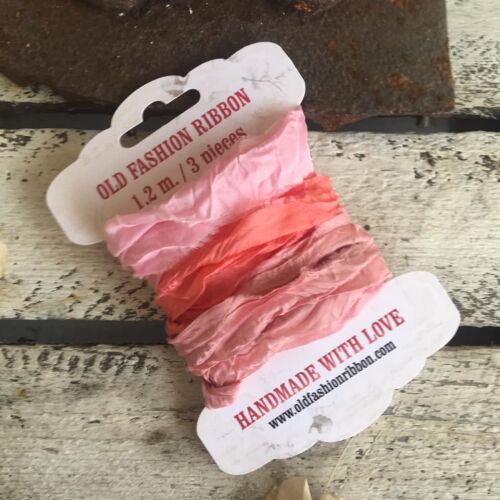 OLD FASHION RIBBON
1,2 m. / 3 pieces
HANDMADE WITH LOVE
www.oldfashionribbon.com